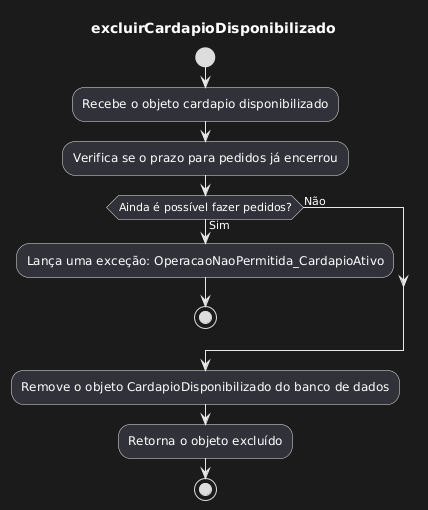 excluirCardapioDisponibilizado
Recebe o objeto cardapio disponibilizado
Verifica se o prazo para pedidos já encerrou
Ainda é possível fazer pedidos?
Não
Sim
Lança uma exceção: OperacaoNaoPermitida_CardapioAtivo
Remove o objeto CardapioDisponibilizado do banco de dados
Retorna o objeto excluído